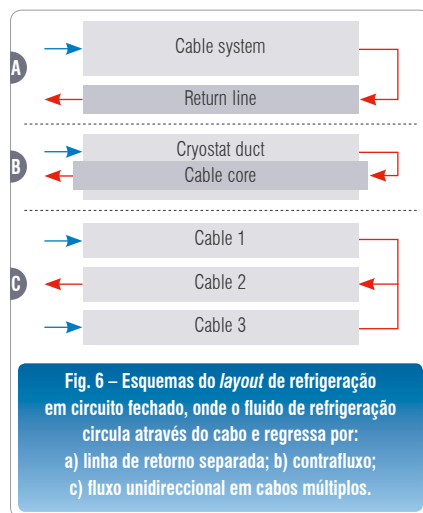 A
Cable system
Return line
B
Cryostat duct
Cable core
C
Cable 1
Cable 2
Cable 3
Fig. 6 – Esquemas do layout de refrigeração
em circuito fechado, onde o fluido de refrigeração
circula através do cabo e regressa por:
a) linha de retorno separada; b) contrafluxo;
c) fluxo unidireccional em cabos múltiplos.